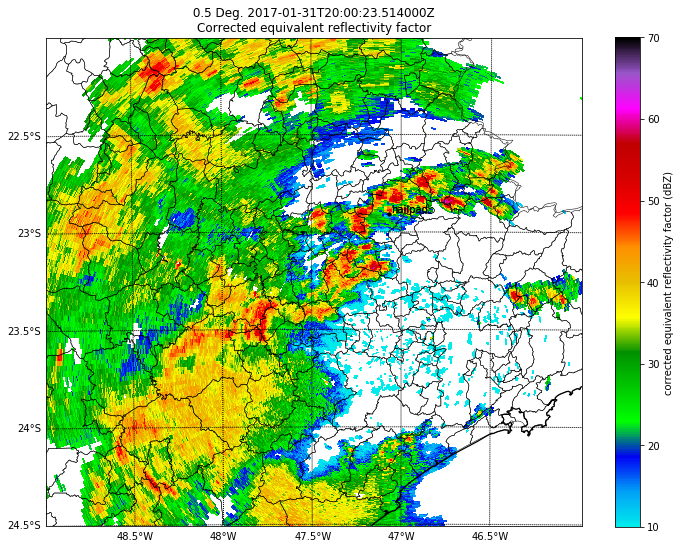 0.5 Deg. 2017-01-31T20:00:23.514000Z
Corrected equivalent reflectivity factor
70
60
50
40
30
20
10
corrected equivalent reflectivity factor (dBZ)
22.5°S
23°S
23.5°S
24°S
24.5°S
48.5°W
48°W
47.5°W
47°W
46.5°W